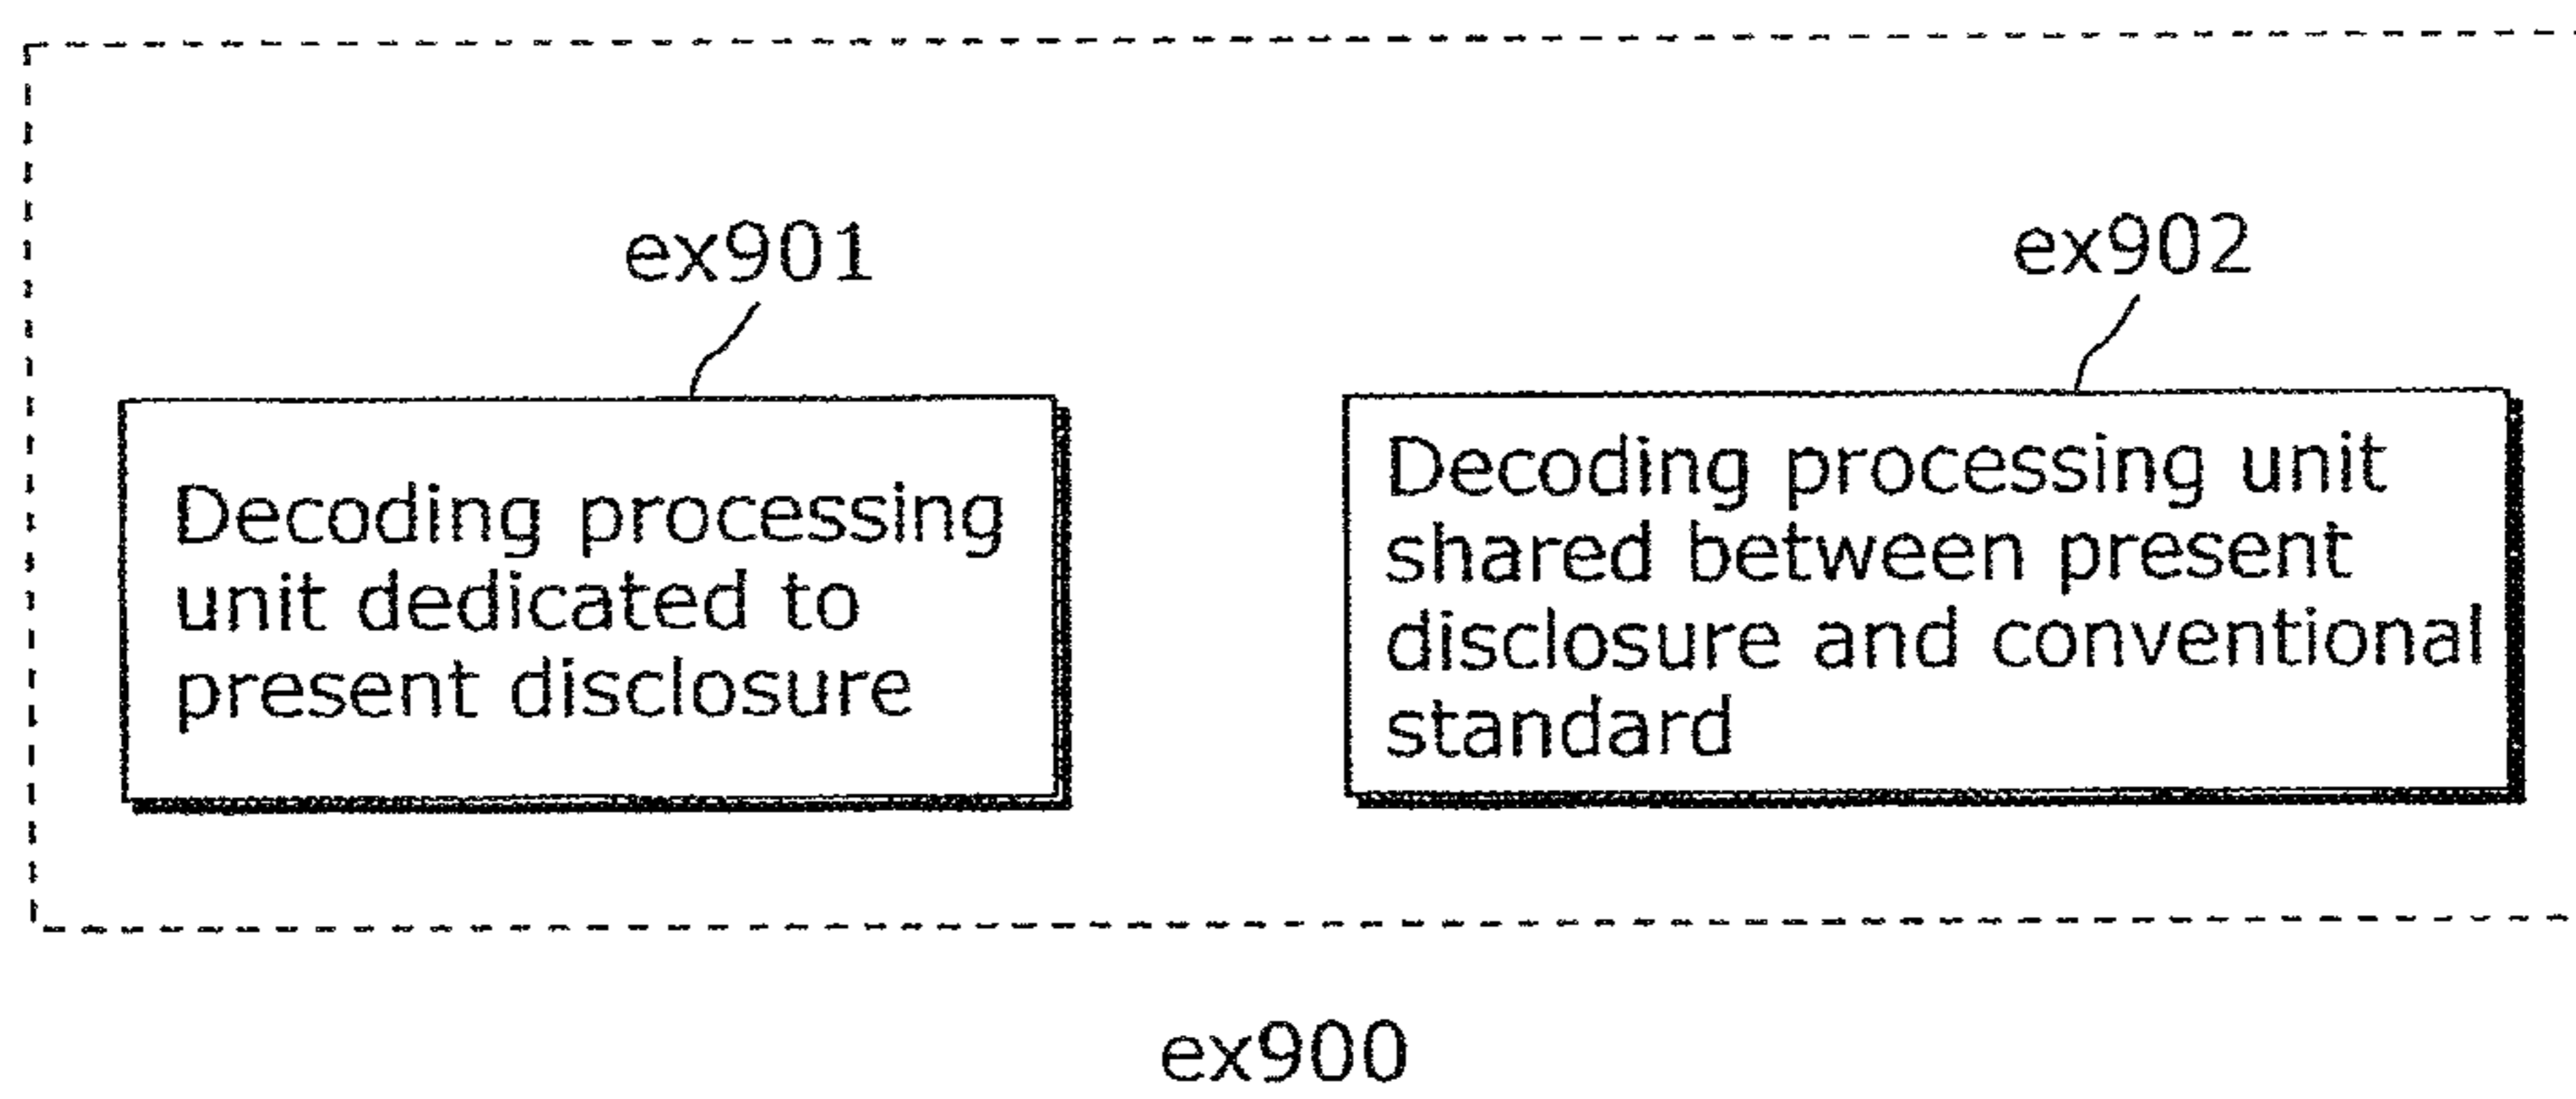 ex901
Decoding processing
unit dedicated to
present disclosure
ex902
Decoding processing unit
shared between present
disclosure and conventional
standard
ex900